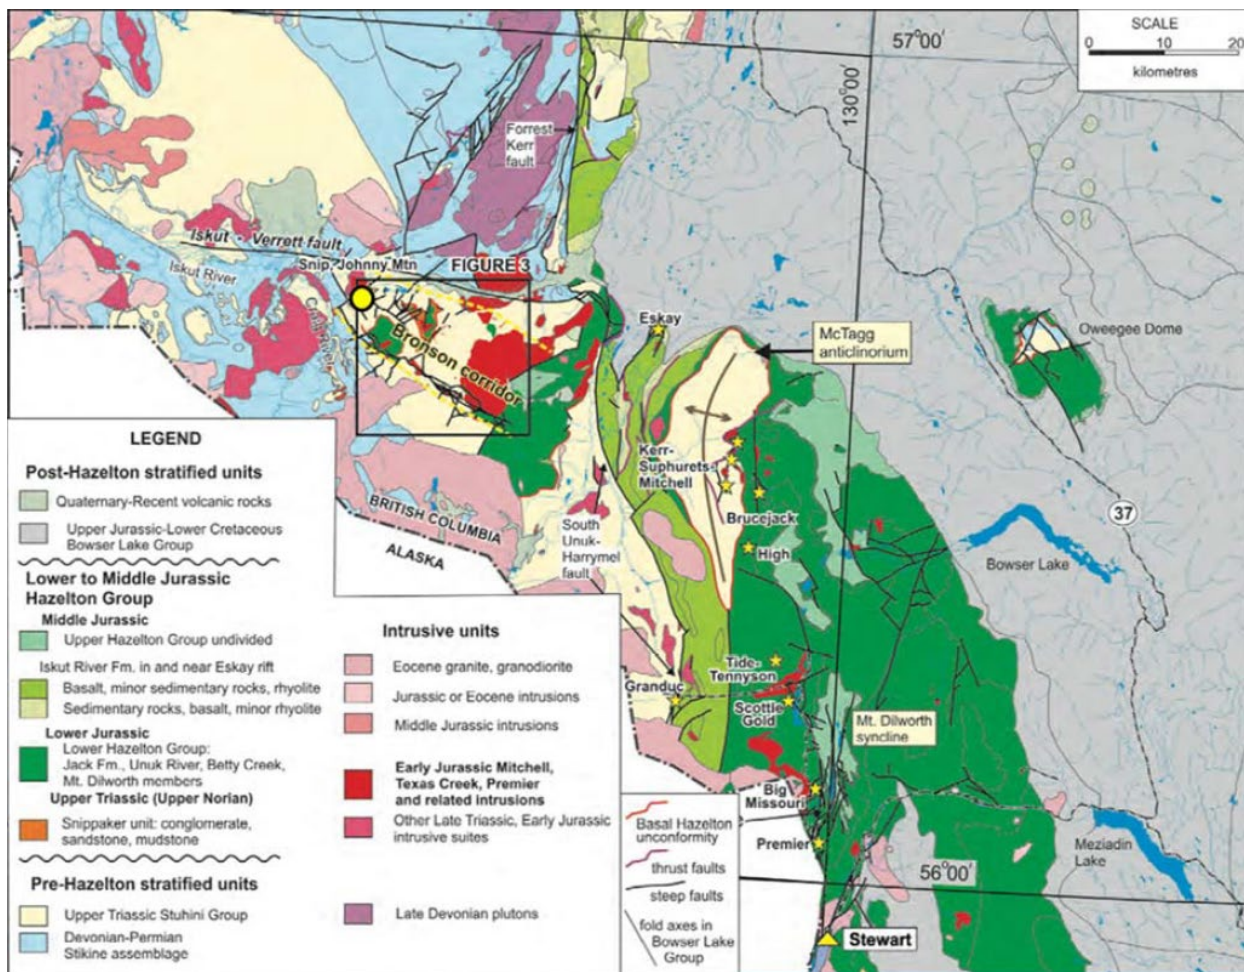 SCALE
0 10 20
kilometres
57°00'
130°00'
Forrest
Kerr
fault
Iskut - Verrett fault
Iskut River
Snip, Johnny Mtn
FIGURE 3
Craig River
Bronson corridor
Eskay
McTagg
anticlinorium
Oweegee Dome
Kerr-
Suphurets-
Mitchell
Brucejack
High
37
Bowser Lake
BRITISH COLUMBIA
ALASKA
South
Unuk-
Harrymel
fault
Granduc
Tide-
Tennyson
Scottie
Gold
Mt. Dilworth
syncline
Big
Missouri
Premier
Meziadin
Lake
56°00'
Stewart
LEGEND
Post-Hazelton stratified units
Quaternary-Recent volcanic rocks
Upper Jurassic-Lower Cretaceous
Bowser Lake Group
Lower to Middle Jurassic
Hazelton Group
Middle Jurassic
Upper Hazelton Group undivided
Iskut River Fm. in and near Eskay rift
Basalt, minor sedimentary rocks, rhyolite
Sedimentary rocks, basalt, minor rhyolite
Lower Jurassic
Lower Hazelton Group:
Jack Fm., Unuk River, Betty Creek,
Mt. Dilworth members
Upper Triassic (Upper Norian)
Snippaker unit: conglomerate,
sandstone, mudstone
Pre-Hazelton stratified units
Upper Triassic Stuhini Group
Devonian-Permian
Stikine assemblage
Intrusive units
Eocene granite, granodiorite
Jurassic or Eocene intrusions
Middle Jurassic intrusions
Early Jurassic Mitchell,
Texas Creek, Premier
and related intrusions
Other Late Triassic, Early Jurassic
intrusive suites
Late Devonian plutons
Basal Hazelton
unconformity
thrust faults
steep faults
fold axes in
Bowser Lake
Group